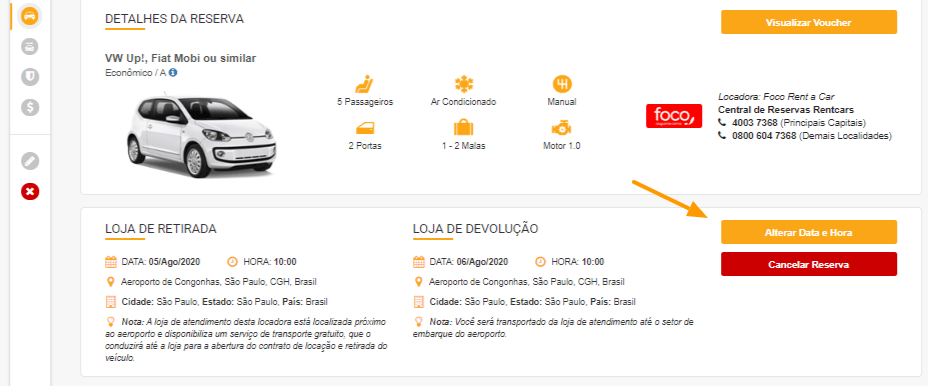 DETALHES DA RESERVA
Visualizar Voucher
VW Up!, Fiat Mobi ou similar
Econômico / A
5 Passageiros
Ar Condicionado
Manual
2 Portas
1 - 2 Malas
Motor 1.0
foco
Locadora: Foco Rent a Car
Central de Reservas Rentcars
4003 7368 (Principais Capitais)
0800 604 7368 (Demais Localidades)
LOJA DE RETIRADA
DATA: 05/Ago/2020 HORA: 10:00
Aeroporto de Congonhas, São Paulo, CGH, Brasil
Cidade: São Paulo, Estado: São Paulo, País: Brasil
Nota: A loja de atendimento desta locadora está localizada próximo
ao aeroporto e disponibiliza um serviço de transporte gratuito, que o
conduzirá até a loja para a abertura do contrato de locação e retirada do
veículo.
LOJA DE DEVOLUÇÃO
DATA: 06/Ago/2020 HORA: 10:00
Aeroporto de Congonhas, São Paulo, CGH, Brasil
Cidade: São Paulo, Estado: São Paulo, País: Brasil
Nota: Você será transportado da loja de atendimento até o setor de
embarque do aeroporto.
Alterar Data e Hora
Cancelar Reserva